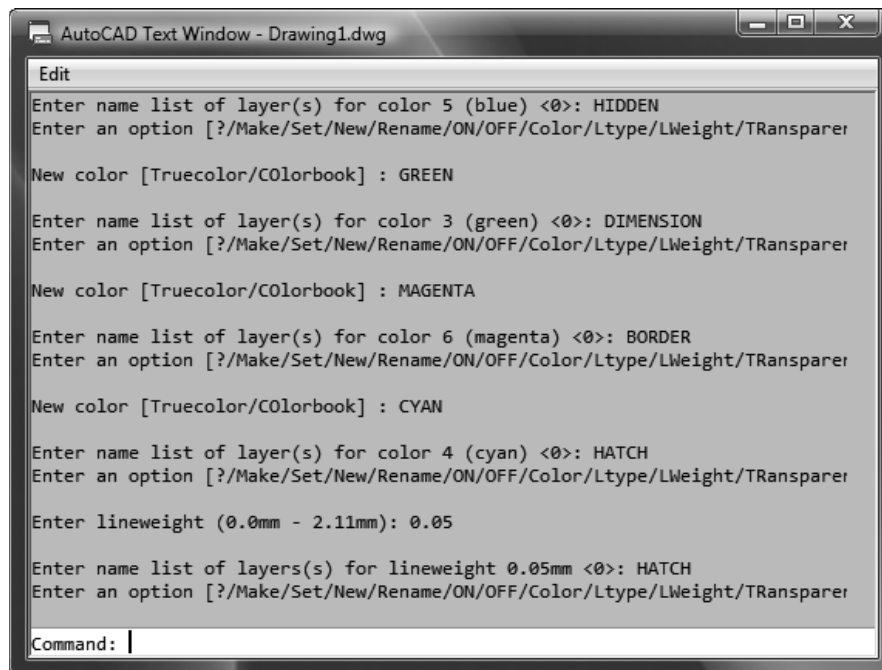 AutoCAD Text Window - Drawing1.dwg
Edit
Enter name list of layer(s) for color 5 (blue) <0>: HIDDEN
Enter an option [?/Make/Set/New/Rename/ON/OFF/Color/Ltype/LWeight/TRansparer
New color [Truecolor/COlorbook] : GREEN
Enter name list of layer(s) for color 3 (green) <0>: DIMENSION
Enter an option [?/Make/Set/New/Rename/ON/OFF/Color/Ltype/LWeight/TRansparer
New color [Truecolor/COlorbook] : MAGENTA
Enter name list of layer(s) for color 6 (magenta) <0>: BORDER
Enter an option [?/Make/Set/New/Rename/ON/OFF/Color/Ltype/LWeight/TRansparer
New color [Truecolor/COlorbook] : CYAN
Enter name list of layer(s) for color 4 (cyan) <0>: HATCH
Enter an option [?/Make/Set/New/Rename/ON/OFF/Color/Ltype/LWeight/TRansparer
Enter lineweight (0.0mm - 2.11mm): 0.05
Enter name list of layers(s) for lineweight 0.05mm <0>: HATCH
Enter an option [?/Make/Set/New/Rename/ON/OFF/Color/Ltype/LWeight/TRansparer
Command: